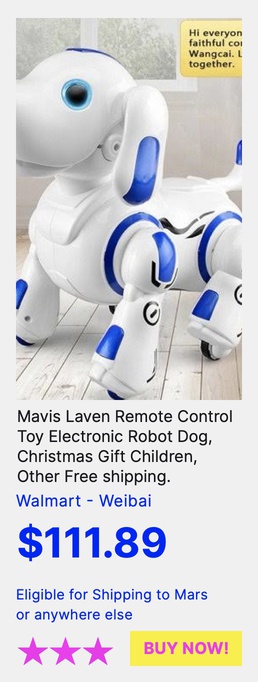 Hi everyon
faithful co
Wangcai. L
together.
Mavis Laven Remote Control
Toy Electronic Robot Dog,
Christmas Gift Children,
Other Free shipping.
Walmart - Weibai
$111.89
Eligible for Shipping to Mars
or anywhere else
BUY NOW!